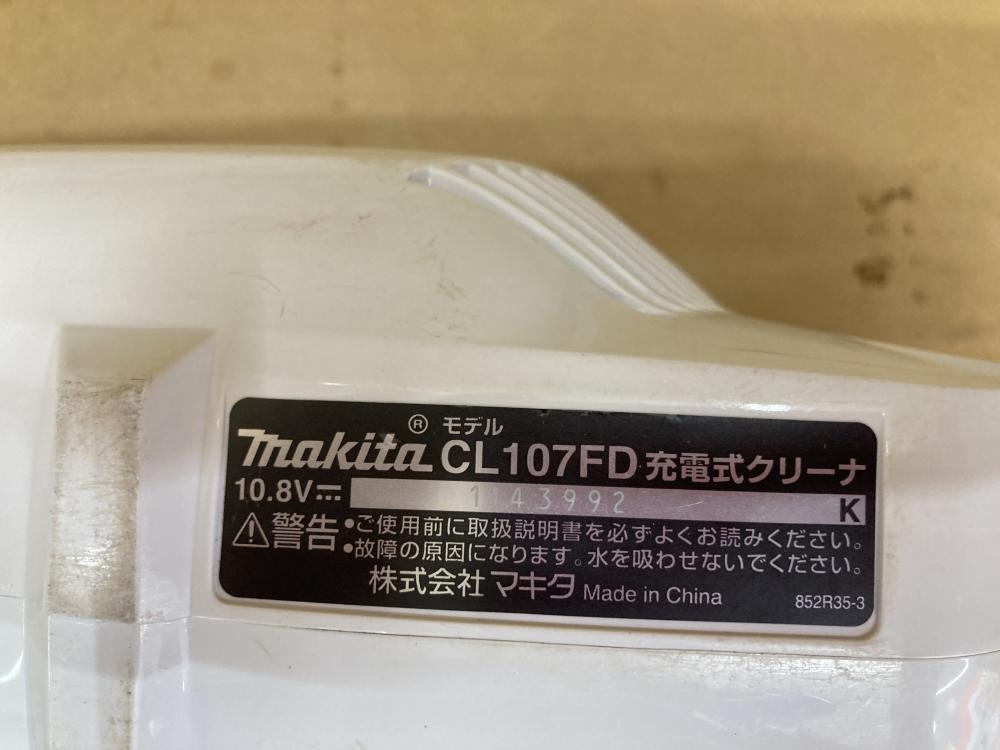 makita® モデル CL107FD 充電式クリーナ
10.8V⎓ 1143992 K
⚠警告 •ご使用前に取扱説明書を必ずよくお読みください。
•故障の原因になります。水を吸わせないでください。
株式会社マキタ Made in China 852R35-3